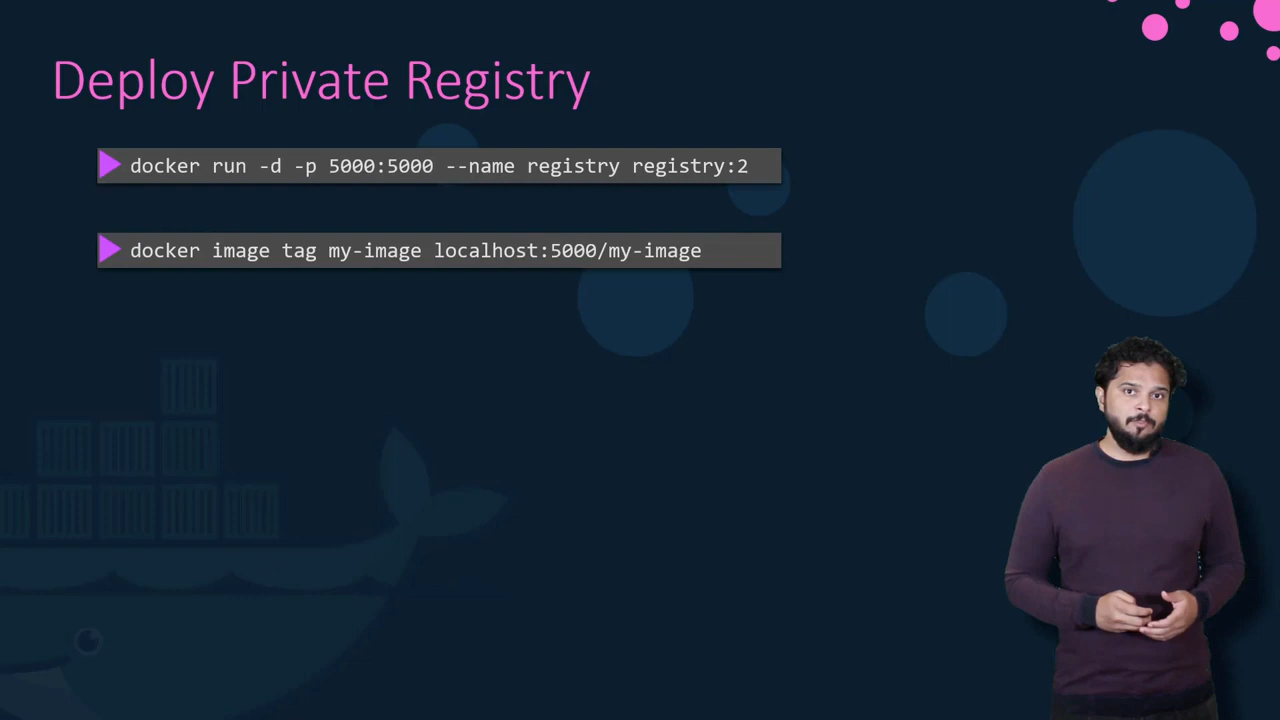 Deploy Private Registry
docker run -d -p 5000:5000 --name registry registry:2
docker image tag my-image localhost:5000/my-image